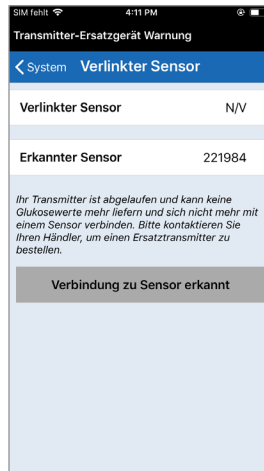 SIM fehlt 4:11 PM
Transmitter-Ersatzgerät Warnung
System Verlinkter Sensor
Verlinkter Sensor N/V
Erkannter Sensor 221984
Ihr Transmitter ist abgelaufen und kann keine
Glukosewerte mehr liefern und sich nicht mehr mit
einem Sensor verbinden. Bitte kontaktieren Sie
Ihren Händler, um einen Ersatztransmitter zu
bestellen.
Verbindung zu Sensor erkannt